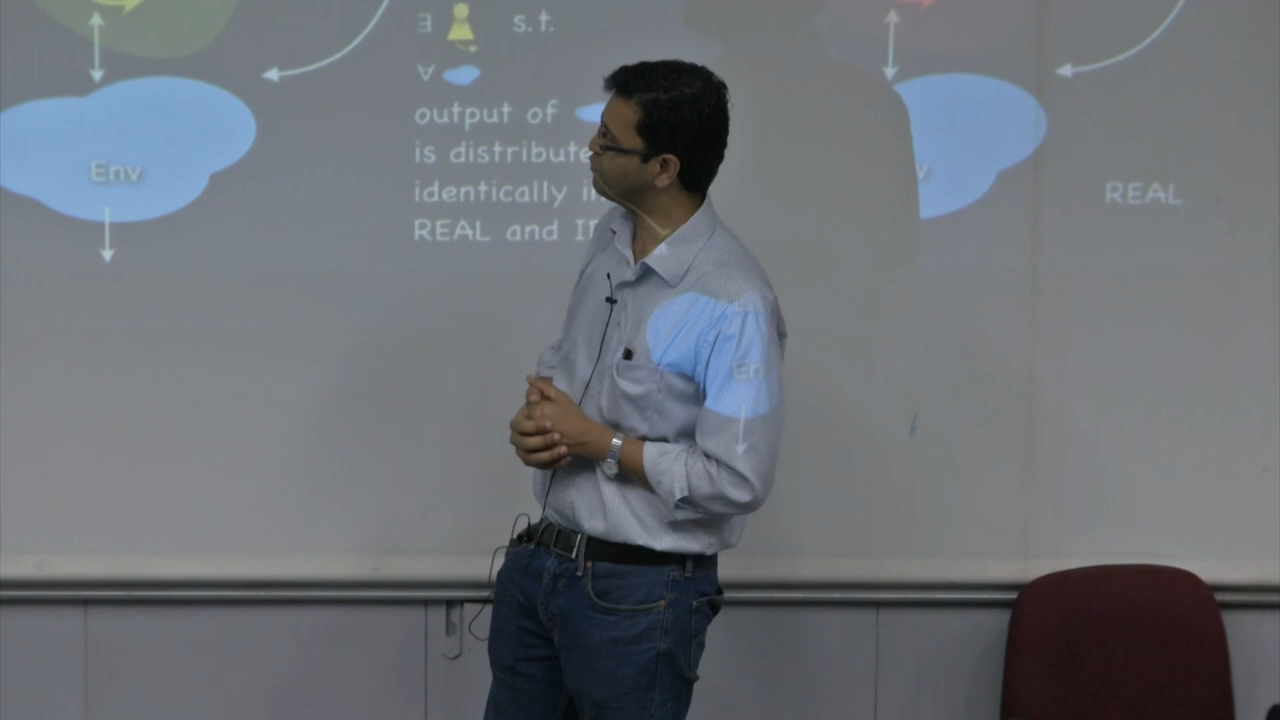 ∃ s.t.
∀
output of
is distribute
identically in
REAL and I
Env
REAL